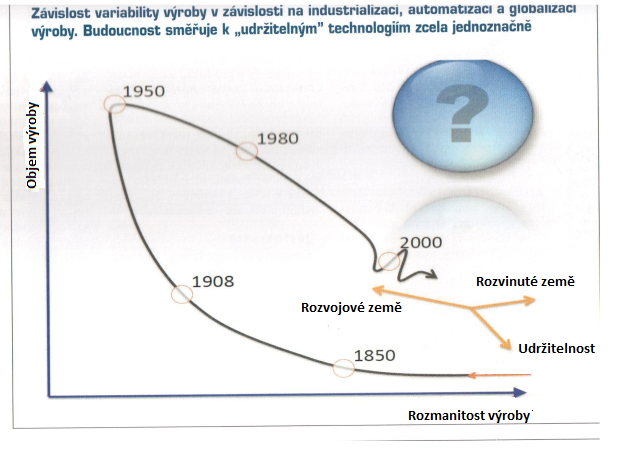 Závislost variability výroby v závislosti na industrializaci, automatizaci a globalizaci
výroby. Budoucnost směřuje k „udržitelným" technologiím zcela jednoznačně
1950
?
Objem výroby
1980
2000
Rozvinuté země
1908
Rozvojové země
Udržitelnost
1850
Rozmanitost výroby